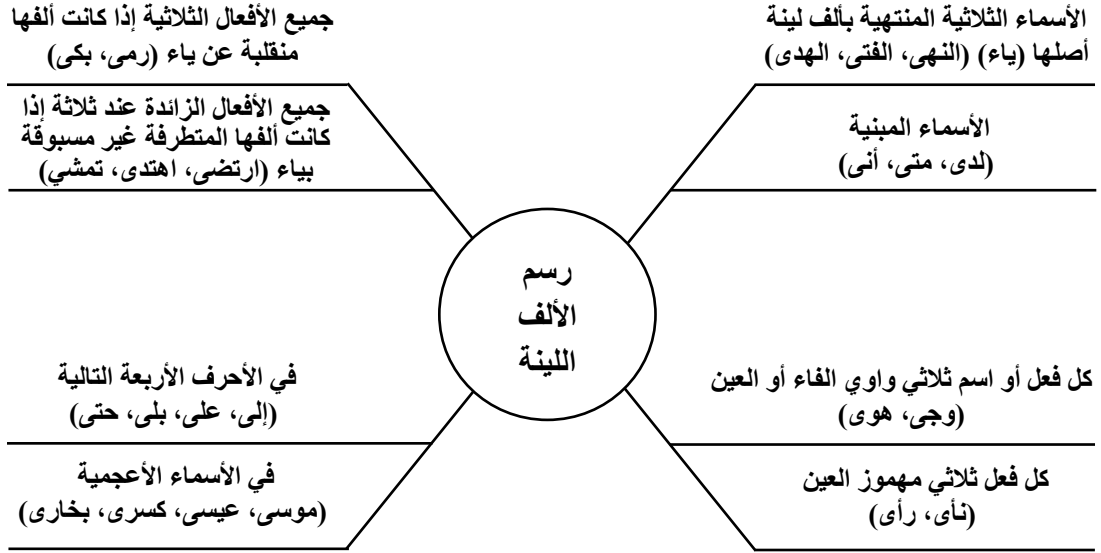 الأسماء الثلاثية المنتهية بألف لينة
أصلها (ياء) (النهى، الفتى، الهدى)
الأسماء المبنية
(لدى، متى، أنى)
كل فعل أو اسم ثلاثي واوي الفاء أو العين
(وجى، هوى)
كل فعل ثلاثي مهموز العين
(نأى، رأى)
رسم
الألف
اللينة
جميع الأفعال الثلاثية إذا كانت ألفها
منقلبة عن ياء (رمى، بكى)
جميع الأفعال الزائدة عند ثلاثة إذا
كانت ألفها المتطرفة غير مسبوقة
بياء (ارتضى، اهتدى، تمشي)
في الأحرف الأربعة التالية
(إلى، على، بلى، حتى)
في الأسماء الأعجمية
(موسى، عيسى، كسرى، بخارى)